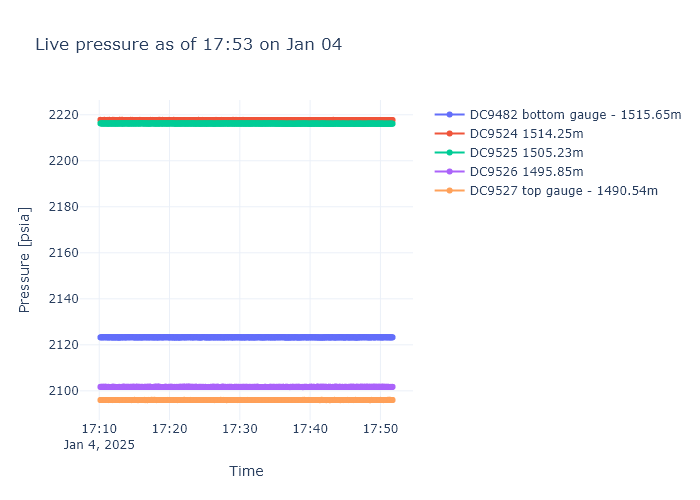 Live pressure as of 17:53 on Jan 04
DC9482 bottom gauge - 1515.65m
DC9524 1514.25m
DC9525 1505.23m
DC9526 1495.85m
DC9527 top gauge - 1490.54m
Pressure [psia]
2220
2200
2180
2160
2140
2120
2100
17:10
17:20
17:30
17:40
17:50
Jan 4, 2025
Time